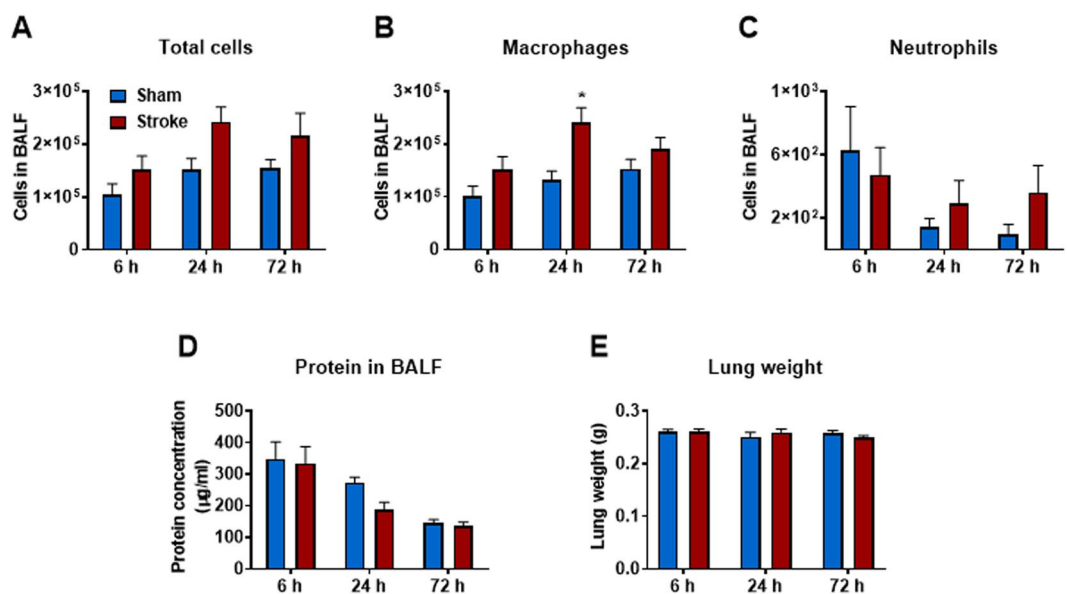 A
Total cells
Cells in BALF
3×10⁵
2×10⁵
1×10⁵
0
Sham
Stroke
6 h
24 h
72 h
B
Macrophages
Cells in BALF
3×10⁵
2×10⁵
1×10⁵
0
*
6 h
24 h
72 h
C
Neutrophils
Cells in BALF
1×10³
6×10²
2×10²
6 h
24 h
72 h
D
Protein in BALF
Protein concentration
(µg/ml)
500
400
300
200
100
0
6 h
24 h
72 h
E
Lung weight
Lung weight (g)
0.3
0.2
0.1
0.0
6 h
24 h
72 h